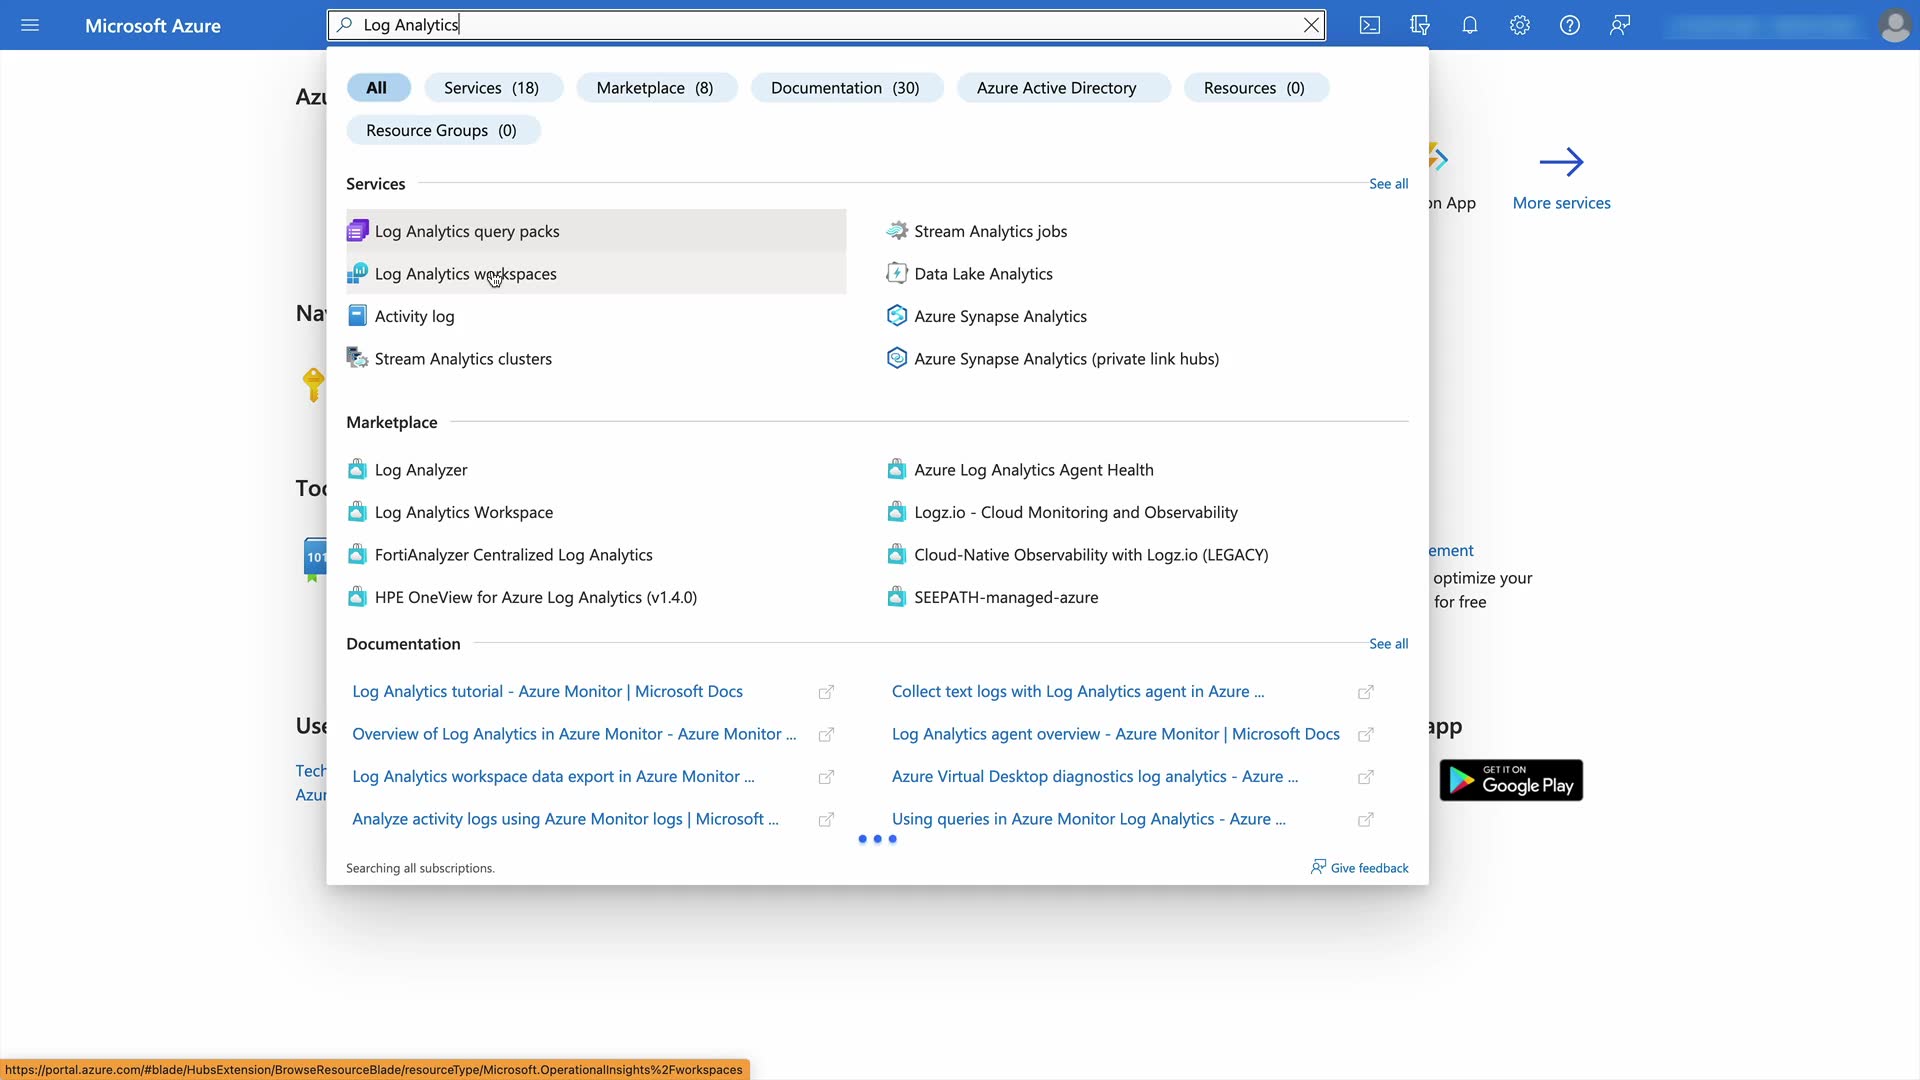 Microsoft Azure
Log Analytics
All
Services (18)
Marketplace (8)
Documentation (30)
Azure Active Directory
Resources (0)
Resource Groups (0)
Azu
Services
See all
Log Analytics query packs
Stream Analytics jobs
on App
More services
Log Analytics workspaces
Data Lake Analytics
Activity log
Azure Synapse Analytics
Na
Stream Analytics clusters
Azure Synapse Analytics (private link hubs)
Marketplace
Log Analyzer
Azure Log Analytics Agent Health
Too
Log Analytics Workspace
Logz.io - Cloud Monitoring and Observability
101
FortiAnalyzer Centralized Log Analytics
Cloud-Native Observability with Logz.io (LEGACY)
ement
optimize your
for free
HPE OneView for Azure Log Analytics (v1.4.0)
SEEPATH-managed-azure
Documentation
See all
Log Analytics tutorial - Azure Monitor | Microsoft Docs
Collect text logs with Log Analytics agent in Azure ...
Use
Overview of Log Analytics in Azure Monitor - Azure Monitor ...
Log Analytics agent overview - Azure Monitor | Microsoft Docs
app
Tech
Azur
Log Analytics workspace data export in Azure Monitor ...
Azure Virtual Desktop diagnostics log analytics - Azure ...
GET IT ON
Google Play
Analyze activity logs using Azure Monitor logs | Microsoft ...
Using queries in Azure Monitor Log Analytics - Azure ...
Searching all subscriptions.
Give feedback
https://portal.azure.com/#blade/HubsExtension/BrowseResourceBlade/resourceType/Microsoft.OperationalInsights%2Fworkspaces